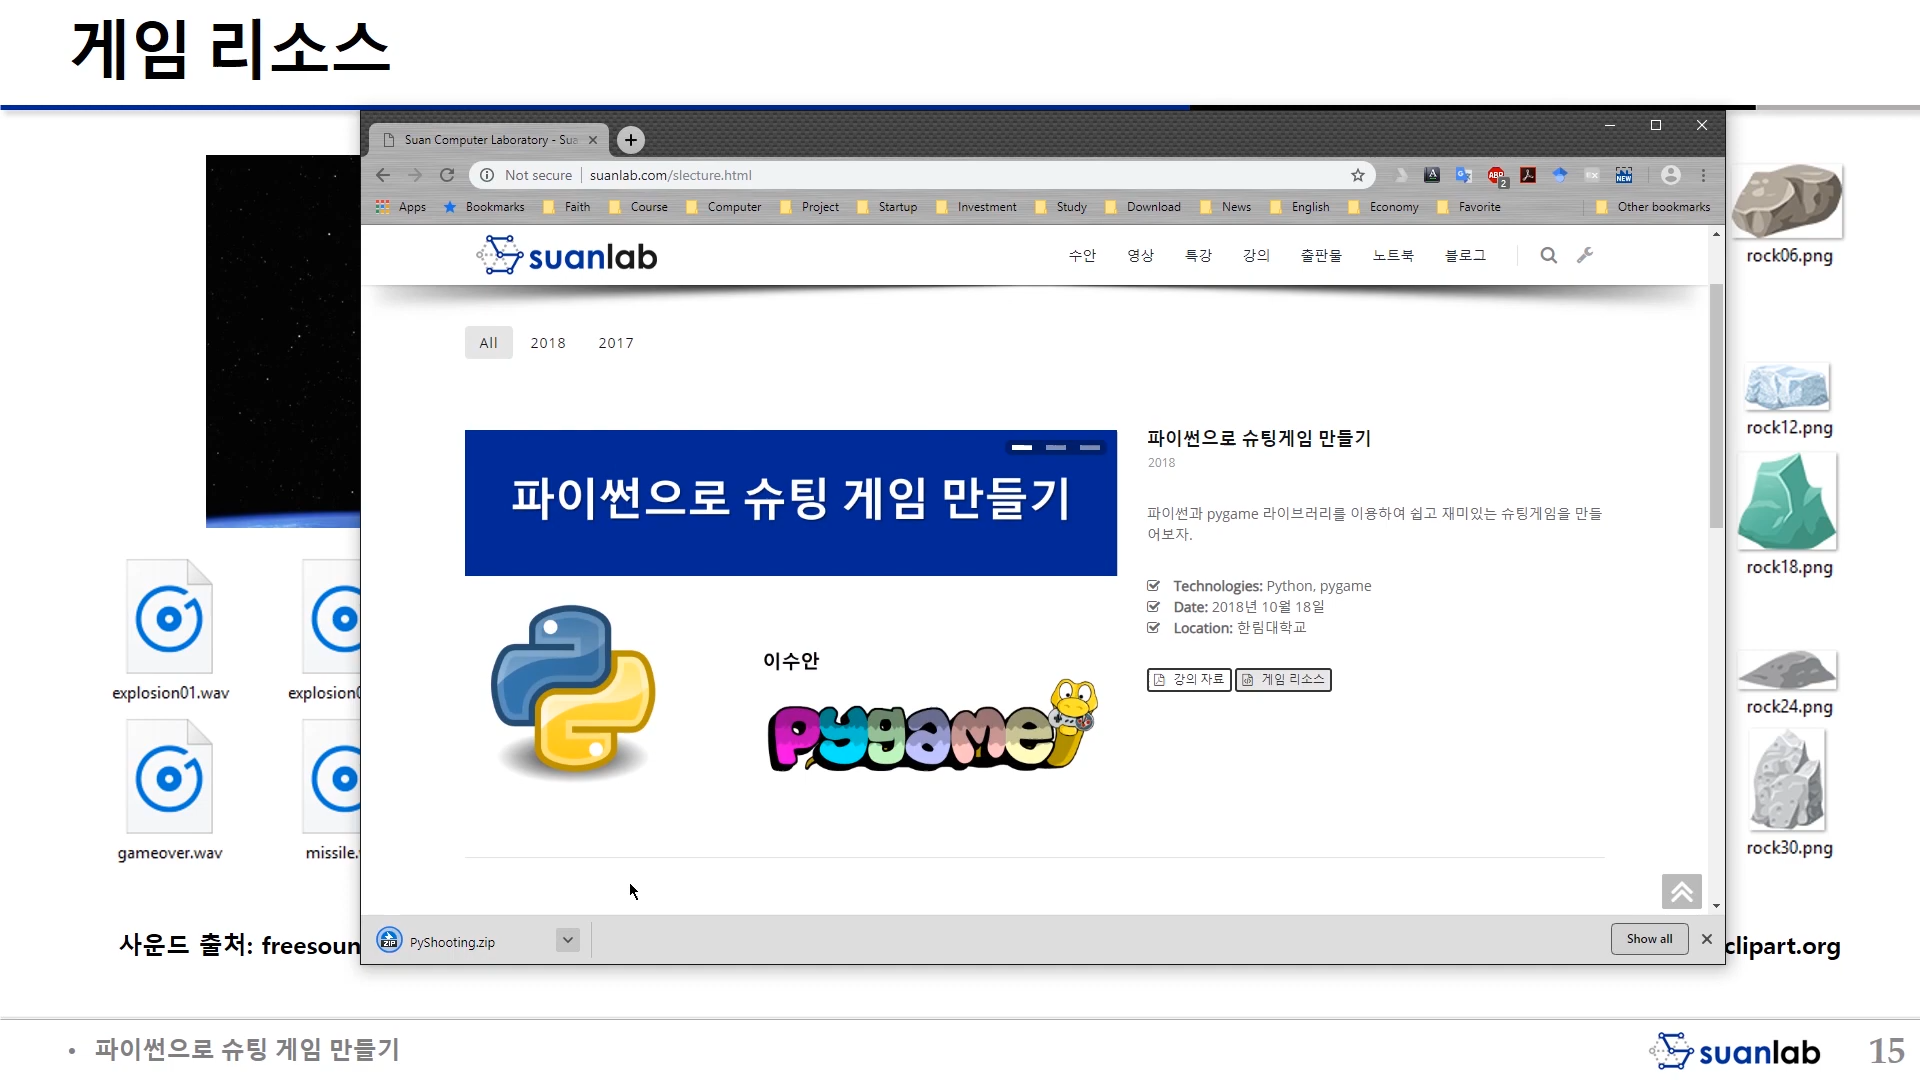 게임 리소스
Suan Computer Laboratory - Sua
Not secure
suanlab.com/slecture.html
ABP
2
NEW
Apps
Bookmarks
Faith
Course
Computer
Project
Startup
Investment
Study
Download
News
English
Economy
Favorite
Other bookmarks
suanlab
수안
영상
특강
강의
출판물
노트북
블로그
All
2018
2017
파이썬으로 슈팅 게임 만들기
이수안
pygame
파이썬으로 슈팅게임 만들기
2018
파이썬과 pygame 라이브러리를 이용하여 쉽고 재미있는 슈팅게임을 만들
어보자.
Technologies: Python, pygame
Date: 2018년 10월 18일
Location: 한림대학교
강의 자료
게임 리소스
ZIP
PyShooting.zip
Show all
explosion01.wav
explosion0
gameover.wav
missile.
rock06.png
rock12.png
rock18.png
rock24.png
rock30.png
사운드 출처: freesoun
clipart.org
• 파이썬으로 슈팅 게임 만들기
suanlab
15